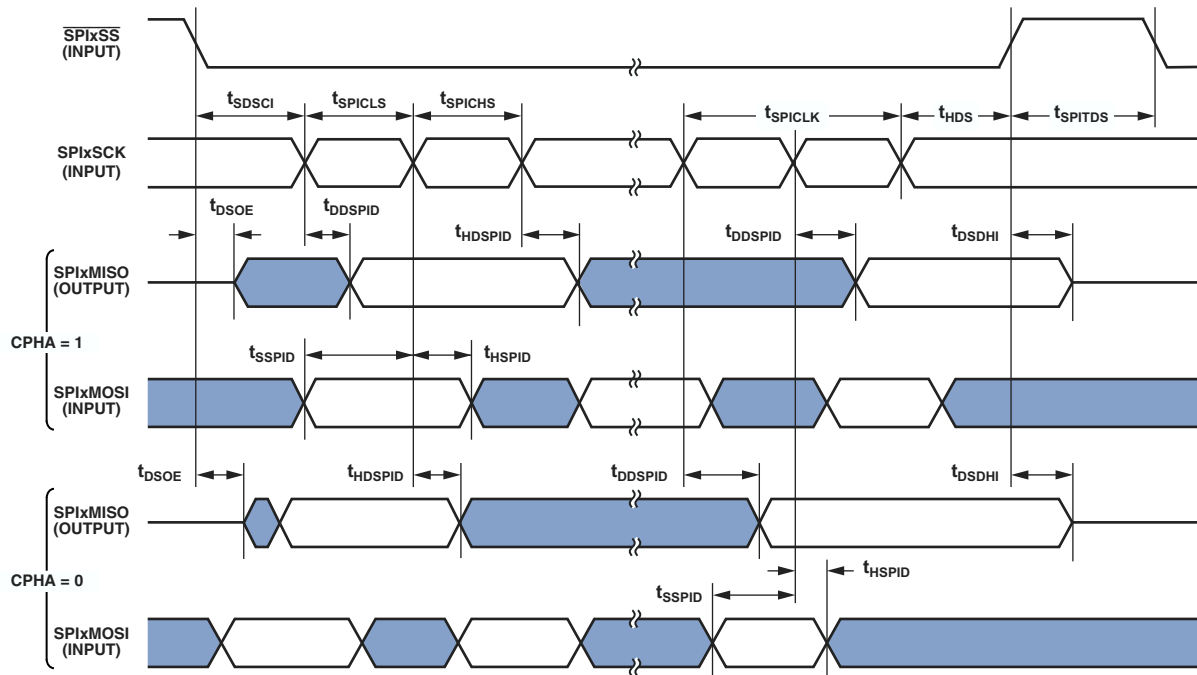 SPIxSS
(INPUT)
tSDSCI tSPICLS tSPICHS tSPICLK tHDS tSPITDS
SPIxSCK
(INPUT)
tDSOE tDDSPID tHDSPID tDDSPID tDSDHI
SPIxMISO
(OUTPUT)
CPHA = 1
tSSPID tHSPID
SPIxMOSI
(INPUT)
tDSOE tHDSPID tDDSPID tDSDHI
SPIxMISO
(OUTPUT)
CPHA = 0
tHSPID
tSSPID
SPIxMOSI
(INPUT)